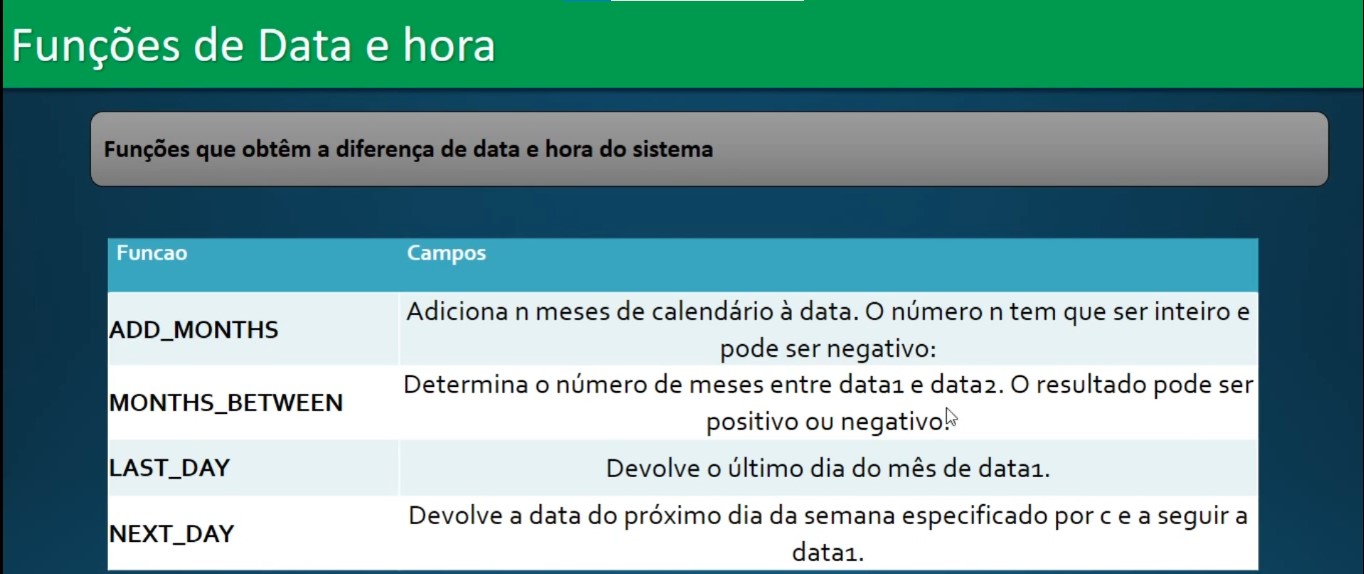 Funções de Data e hora
Funções que obtêm a diferença de data e hora do sistema
Funcao Campos
ADD_MONTHS
Adiciona n meses de calendário à data. O número n tem que ser inteiro e
pode ser negativo:
MONTHS_BETWEEN
Determina o número de meses entre data1 e data2. O resultado pode ser
positivo ou negativo.
LAST_DAY
Devolve o último dia do mês de data1.
NEXT_DAY
Devolve a data do próximo dia da semana especificado por c e a seguir a
data1.